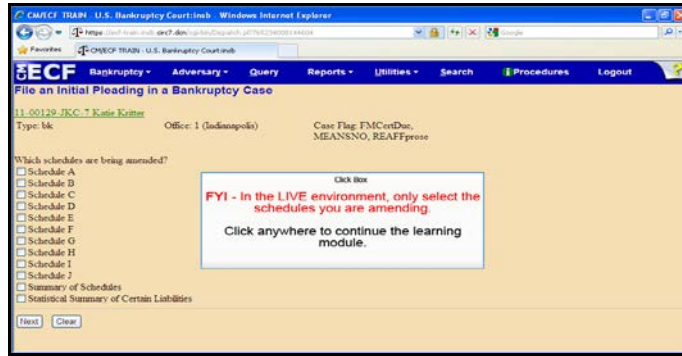 CM/ECF TRAIN - U.S. Bankruptcy Court:insb - Windows Internet Explorer
Google
Favorites
CM/ECF TRAIN - U.S. Bankruptcy Court:insb
ECF Bankruptcy Adversary Query Reports Utilities Search Procedures Logout
File an Initial Pleading in a Bankruptcy Case
11-00129-JKC-7 Katie Kritter
Type: bk Office: 1 (Indianapolis) Case Flag: FMCertDue,
MEANSNO, REAFFprose
Which schedules are being amended?
Schedule A
Schedule B
Schedule C
Schedule D
Schedule E
Schedule F
Schedule G
Schedule H
Schedule I
Schedule J
Summary of Schedules
Statistical Summary of Certain Liabilities
Click Box
FYI - In the LIVE environment, only select the
schedules you are amending.
Click anywhere to continue the learning
module.
Next Clear